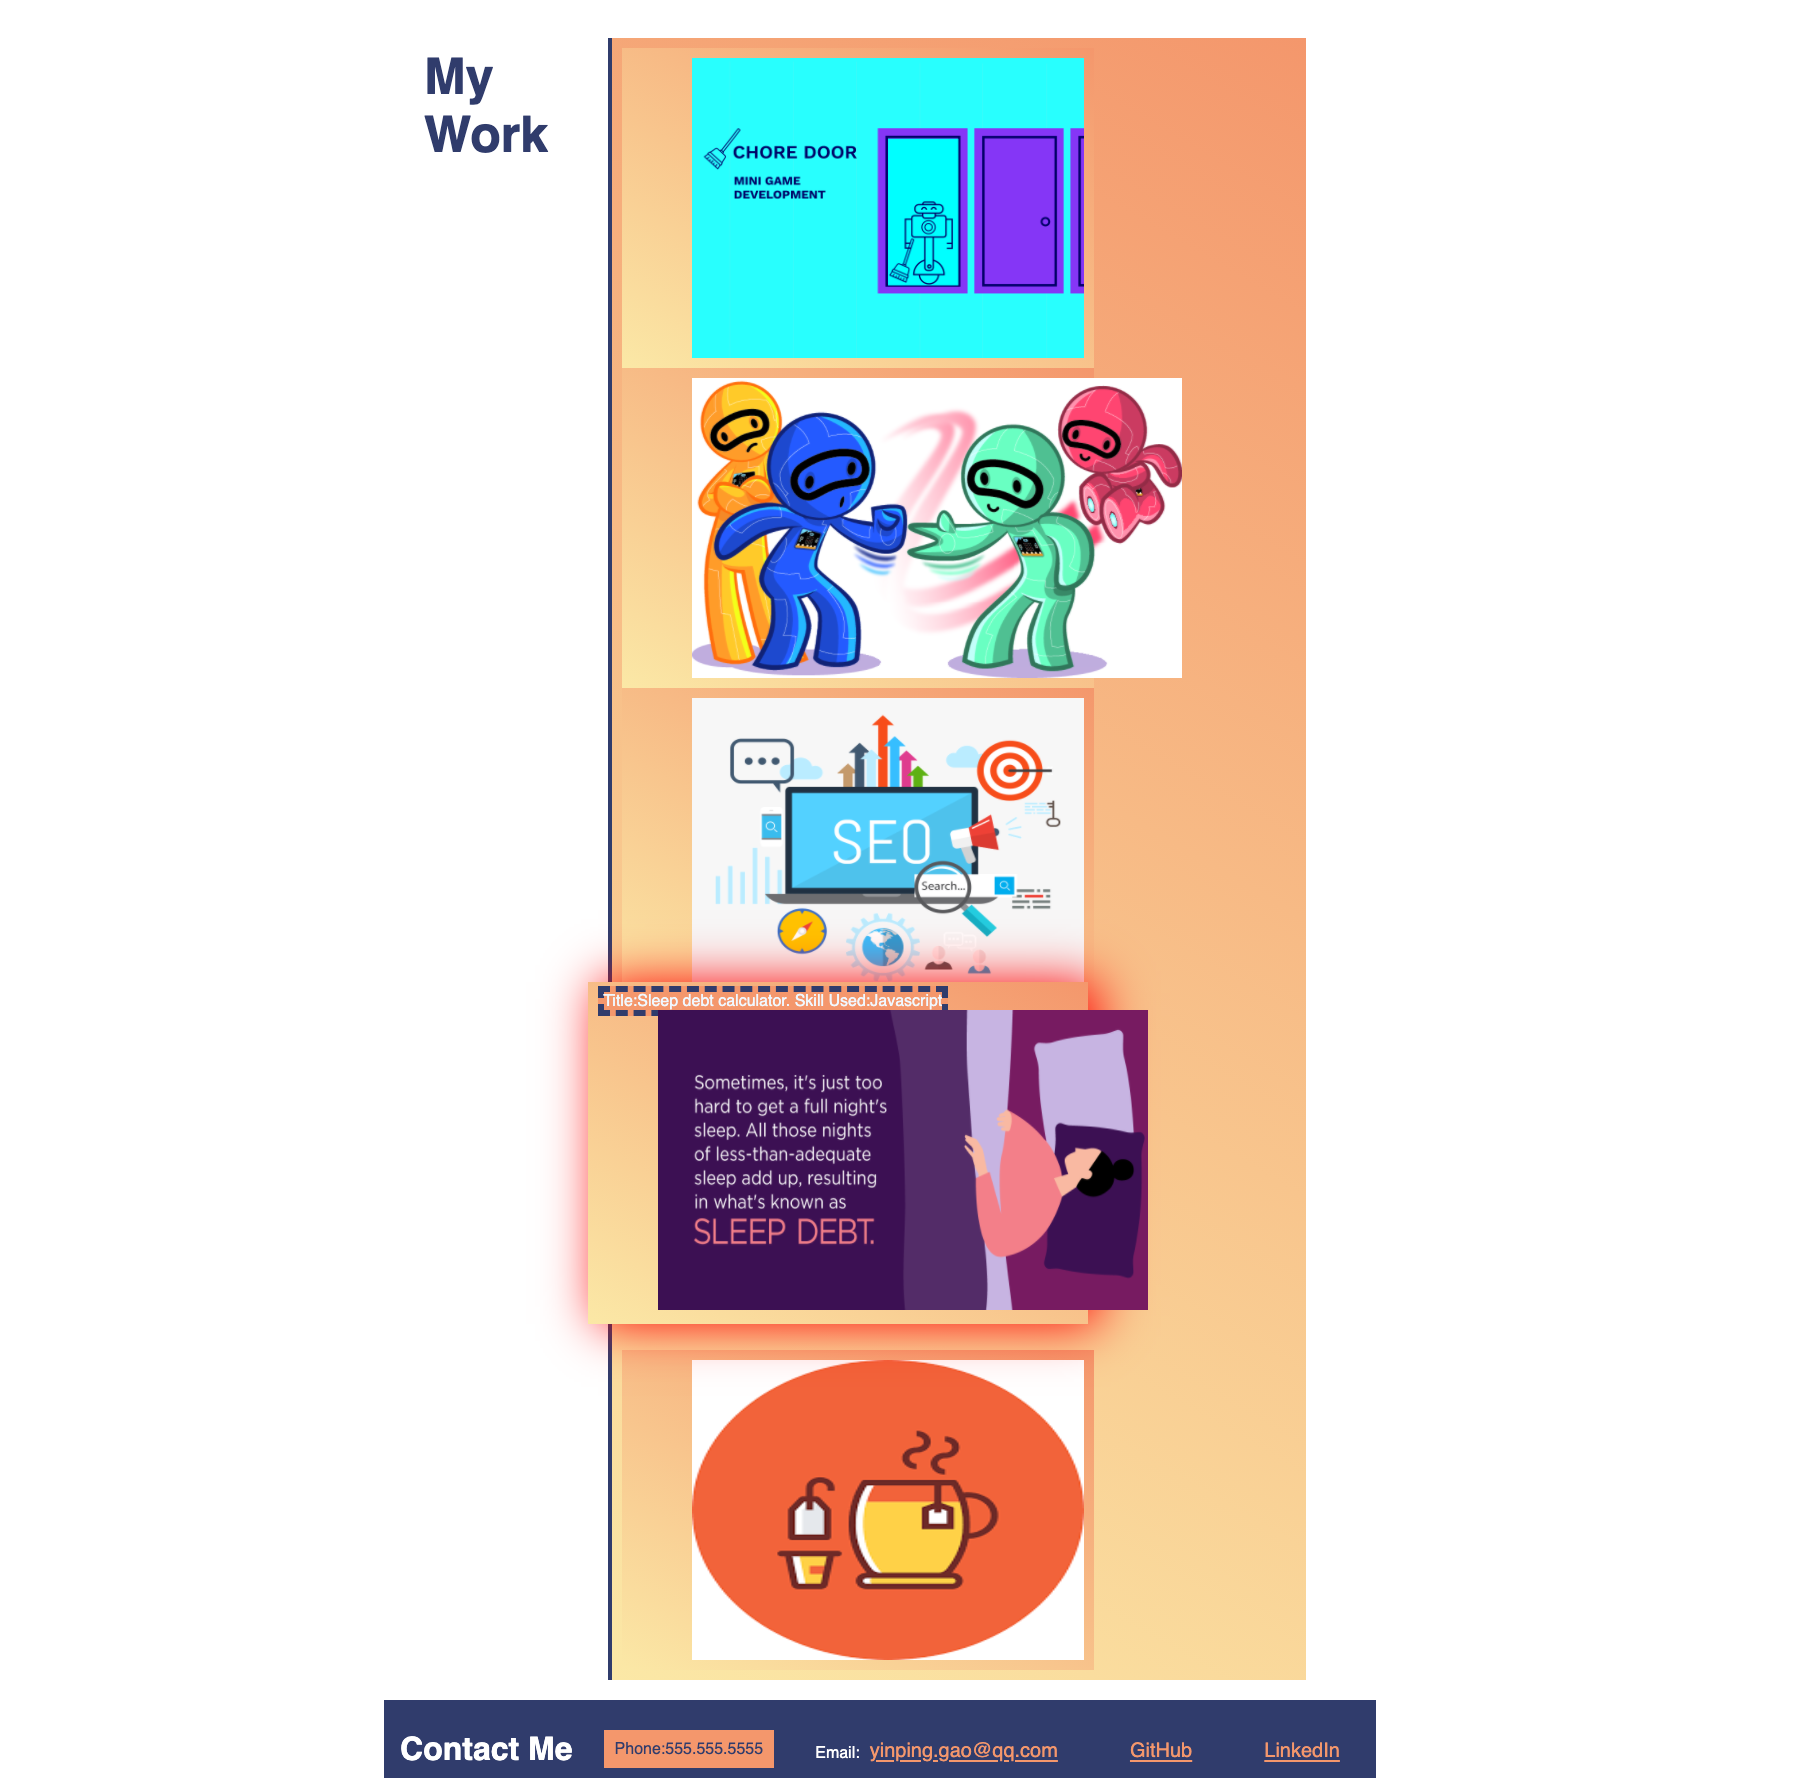 My
Work
CHORE DOOR
MINI GAME
DEVELOPMENT
SEO
Search...
Title:Sleep debt calculator. Skill Used:Javascript
Sometimes, it's just too
hard to get a full night's
sleep. All those nights
of less-than-adequate
sleep add up, resulting
in what's known as
SLEEP DEBT.
Contact Me
Phone:555.555.5555
Email: yinping.gao@qq.com
GitHub
LinkedIn